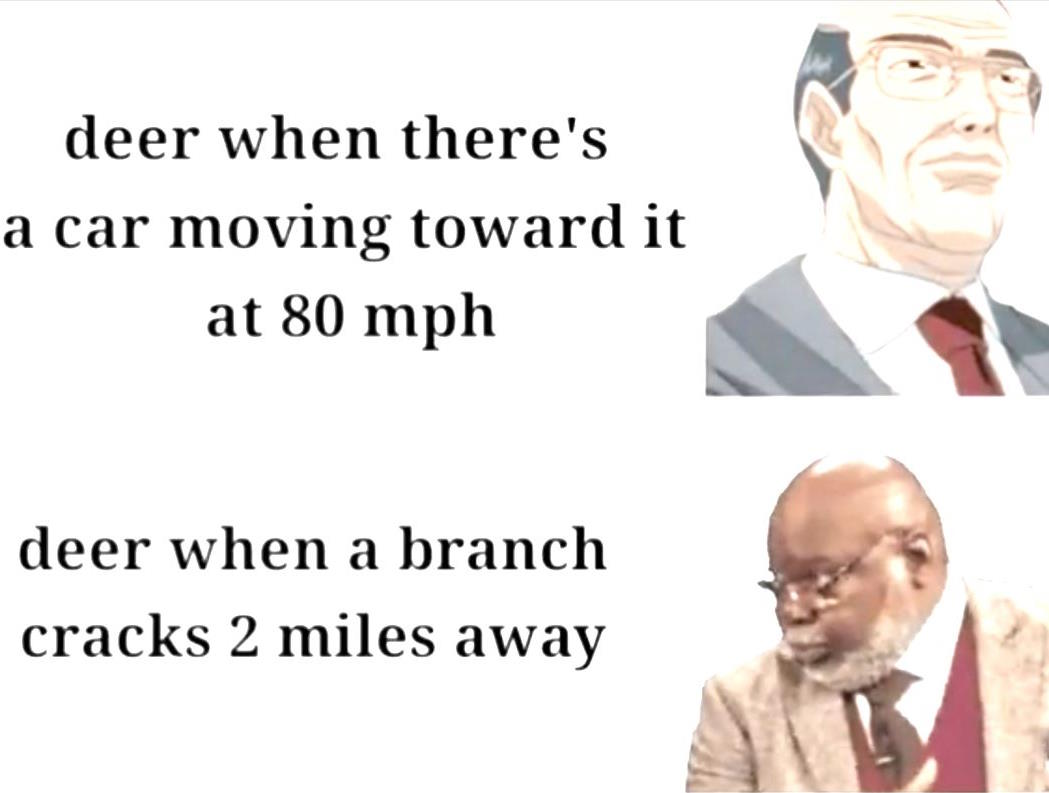 deer when there's
a car moving toward it
at 80 mph
deer when a branch
cracks 2 miles away